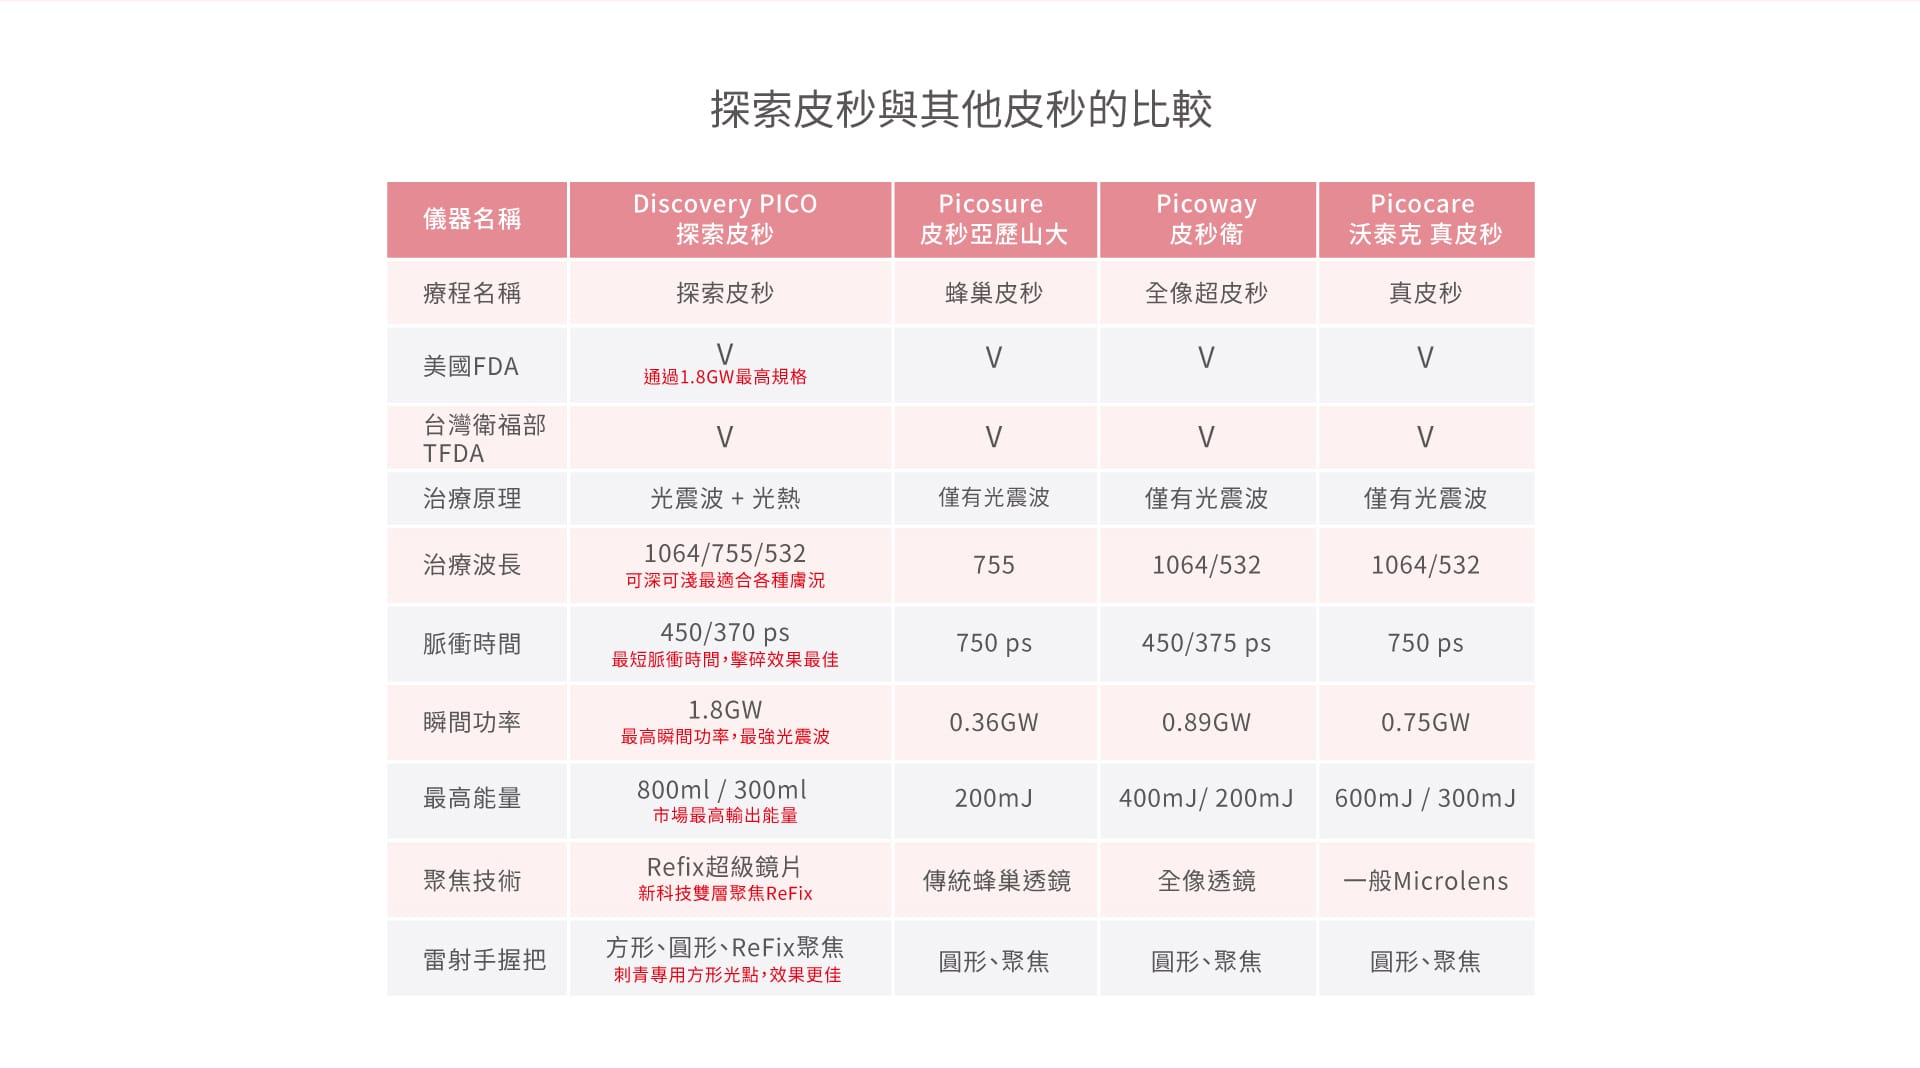 探索皮秒與其他皮秒的比較
儀器名稱
Discovery PICO
探索皮秒
Picosure
皮秒亞歷山大
Picoway
皮秒衛
Picocare
沃泰克 真皮秒
療程名稱
探索皮秒
蜂巢皮秒
全像超皮秒
真皮秒
美國FDA
V
通過1.8GW最高規格
V
V
V
台灣衛福部
TFDA
V
V
V
V
治療原理
光震波 + 光熱
僅有光震波
僅有光震波
僅有光震波
治療波長
1064/755/532
可深可淺最適合各種膚況
755
1064/532
1064/532
脈衝時間
450/370 ps
最短脈衝時間，擊碎效果最佳
750 ps
450/375 ps
750 ps
瞬間功率
1.8GW
最高瞬間功率，最強光震波
0.36GW
0.89GW
0.75GW
最高能量
800ml / 300ml
市場最高輸出能量
200mJ
400mJ/ 200mJ
600mJ / 300mJ
聚焦技術
Refix超級鏡片
新科技雙層聚焦ReFix
傳統蜂巢透鏡
全像透鏡
一般Microlens
雷射手握把
方形、圓形、ReFix聚焦
刺青專用方形光點，效果更佳
圓形、聚焦
圓形、聚焦
圓形、聚焦